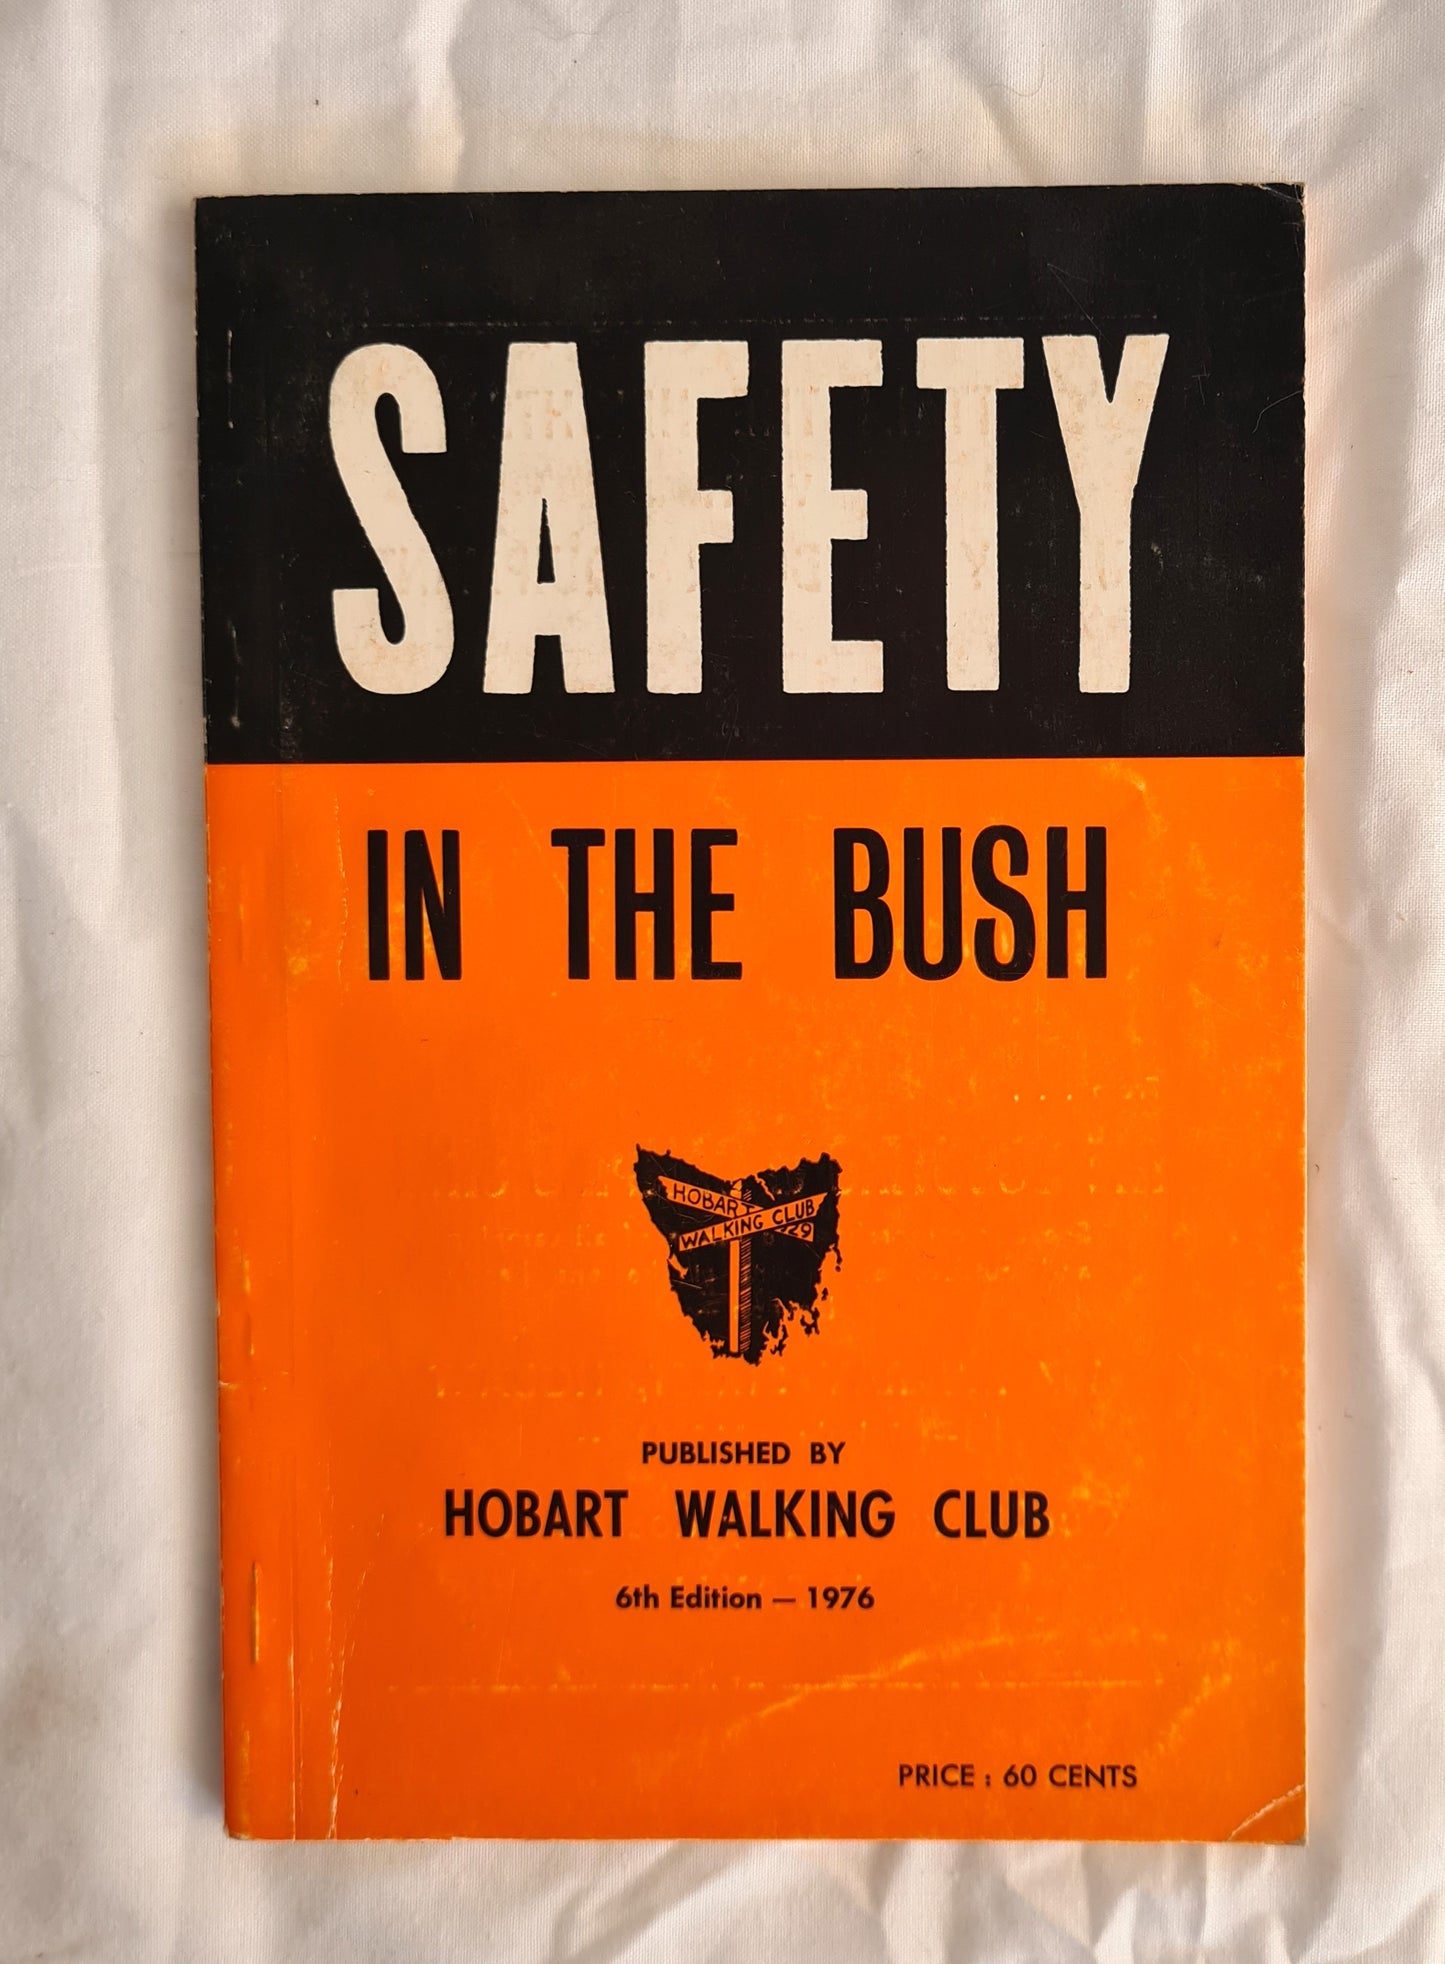 SAFETY
IN THE BUSH
HOBART
WALKING CLUB
PUBLISHED BY
HOBART WALKING CLUB
6th Edition — 1976
PRICE : 60 CENTS